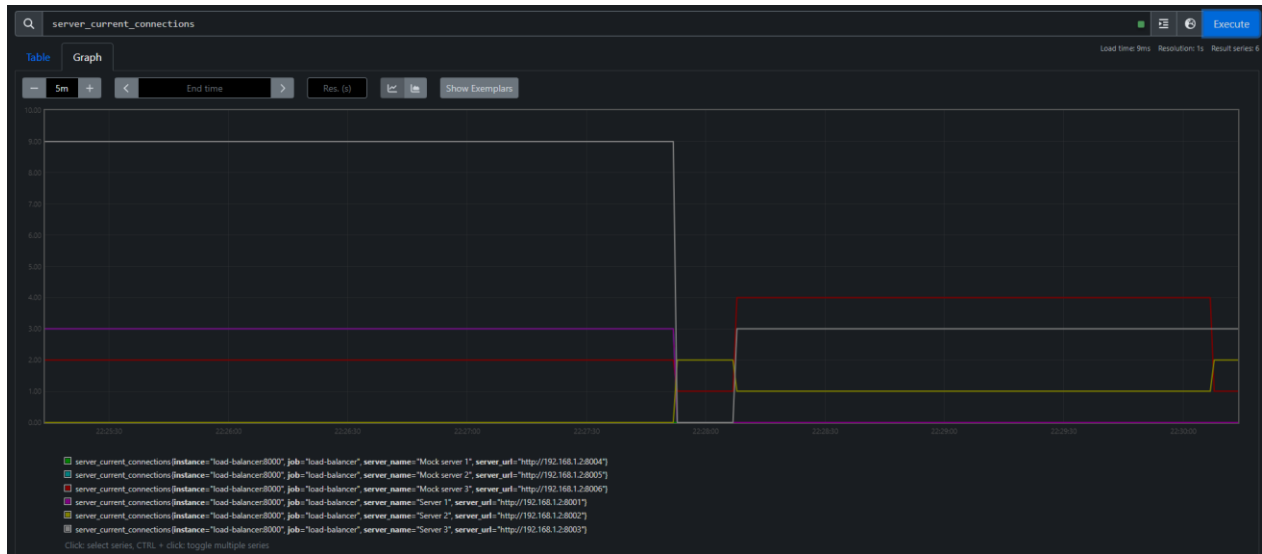 server_current_connections
Execute
Table
Graph
Load time: 9ms Resolution: 1s Result series: 6
5m
End time
Res. (s)
Show Exemplars
10.00
9.00
8.00
7.00
6.00
5.00
4.00
3.00
2.00
1.00
0.00
22:25:30 22:26:00 22:26:30 22:27:00 22:27:30 22:28:00 22:28:30 22:29:00 22:29:30 22:30:00
server_current_connections{instance="load-balancer:8000", job="load-balancer", server_name="Mock server 1", server_url="http://192.168.1.2:8004"}
server_current_connections{instance="load-balancer:8000", job="load-balancer", server_name="Mock server 2", server_url="http://192.168.1.2:8005"}
server_current_connections{instance="load-balancer:8000", job="load-balancer", server_name="Mock server 3", server_url="http://192.168.1.2:8006"}
server_current_connections{instance="load-balancer:8000", job="load-balancer", server_name="Server 1", server_url="http://192.168.1.2:8001"}
server_current_connections{instance="load-balancer:8000", job="load-balancer", server_name="Server 2", server_url="http://192.168.1.2:8002"}
server_current_connections{instance="load-balancer:8000", job="load-balancer", server_name="Server 3", server_url="http://192.168.1.2:8003"}
Click: select series, CTRL + click: toggle multiple series